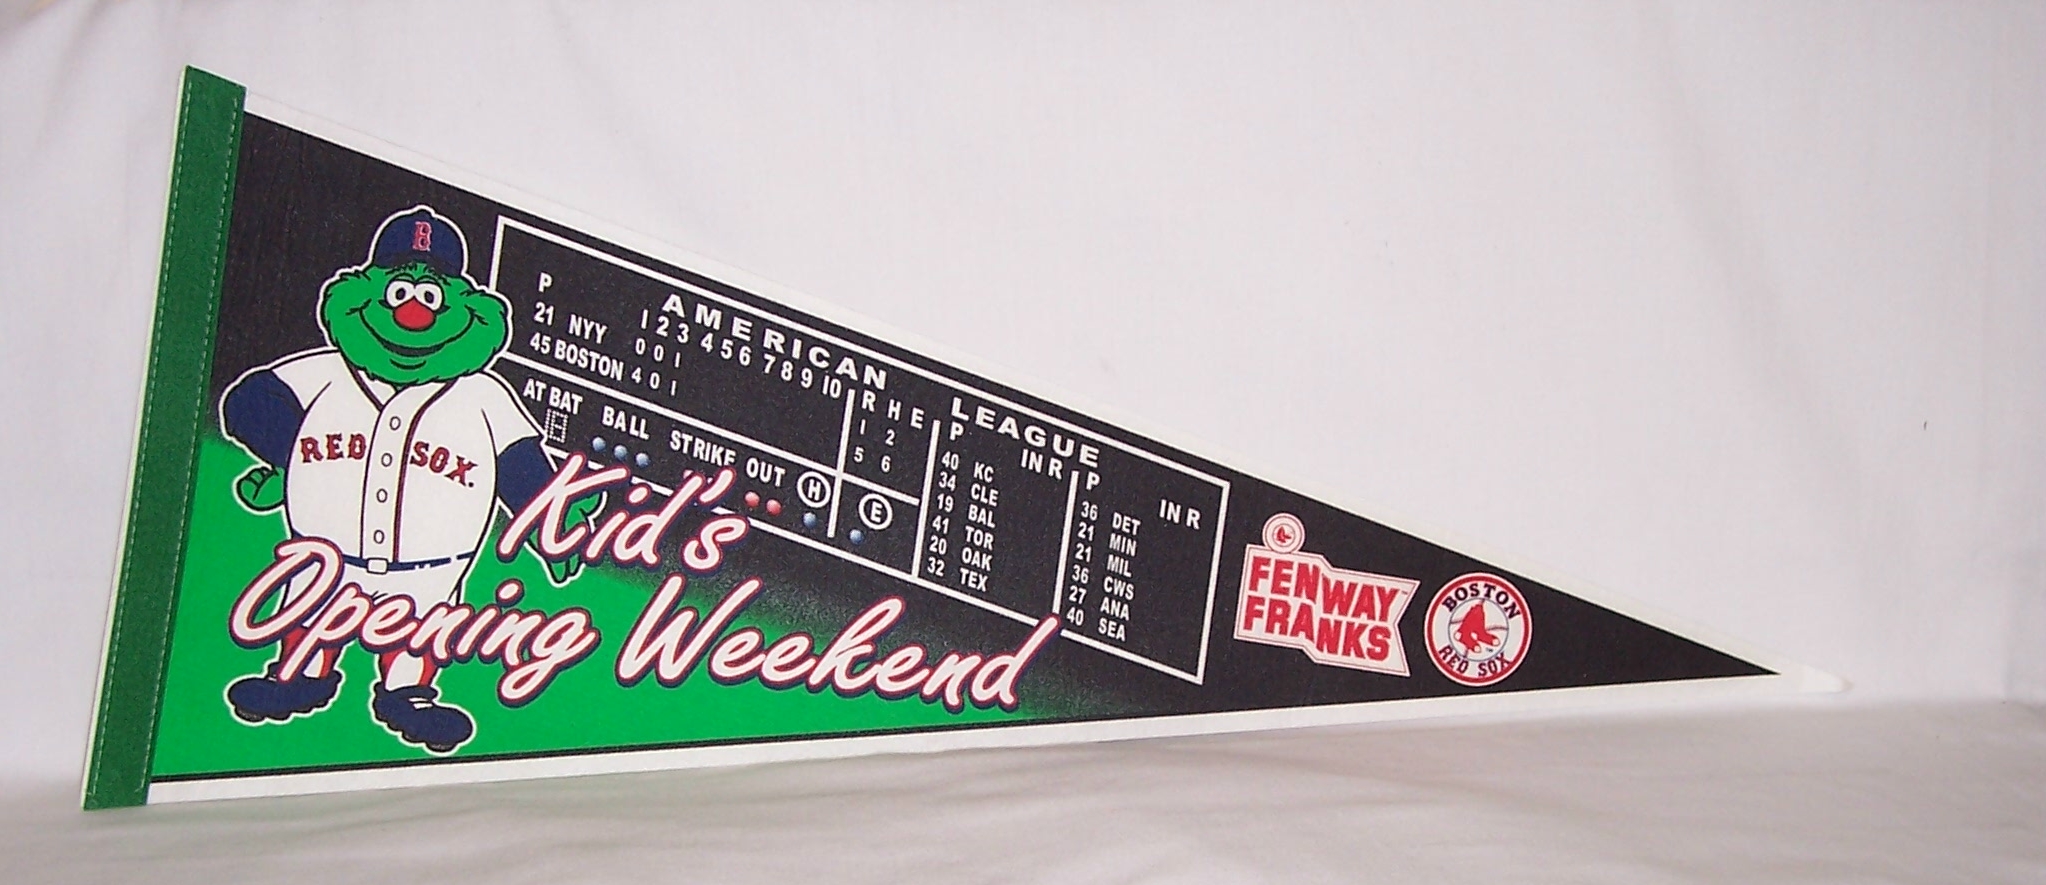 B
RED SOX.
AMERICAN LEAGUE
P 1 2 3 4 5 6 7 8 9 10 R H E
21 NYY 0 0 1 1 2
45 BOSTON 4 0 1 5 6
AT BAT BALL STRIKE OUT H E
P IN R
40 KC
34 CLE
19 BAL
41 TOR
20 OAK
32 TEX
P IN R
36 DET
21 MIN
21 MIL
36 CWS
27 ANA
40 SEA
Kid's
Opening Weekend
FENWAY
FRANKS
BOSTON
RED SOX